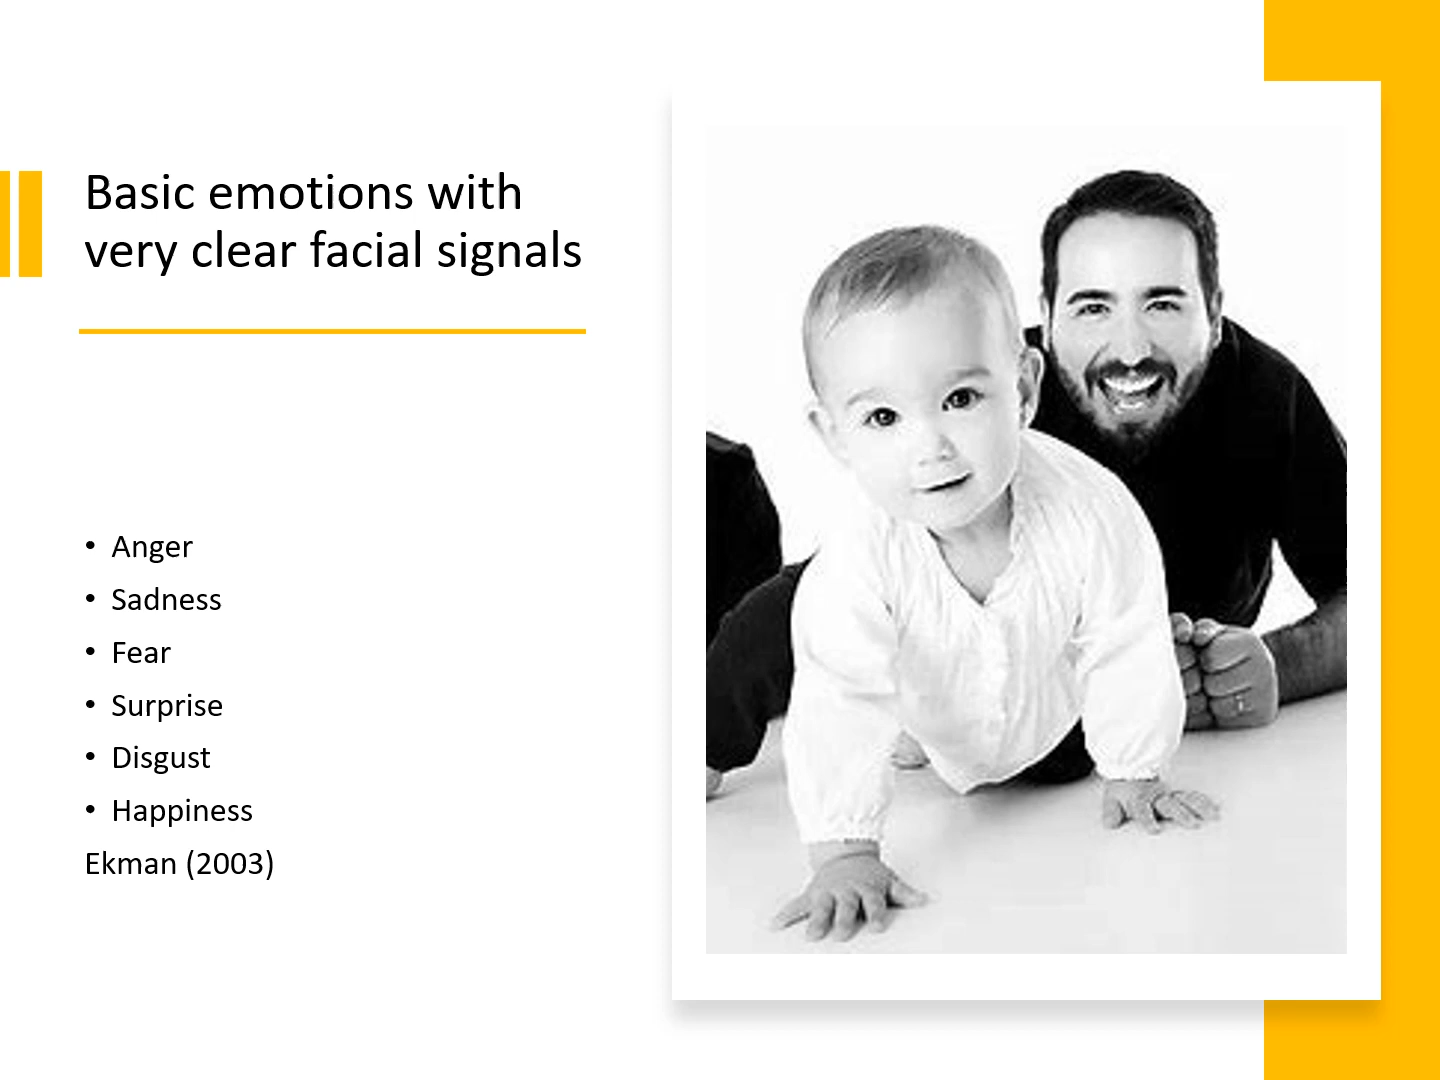 Basic emotions with
very clear facial signals
• Anger
• Sadness
• Fear
• Surprise
• Disgust
• Happiness
Ekman (2003)